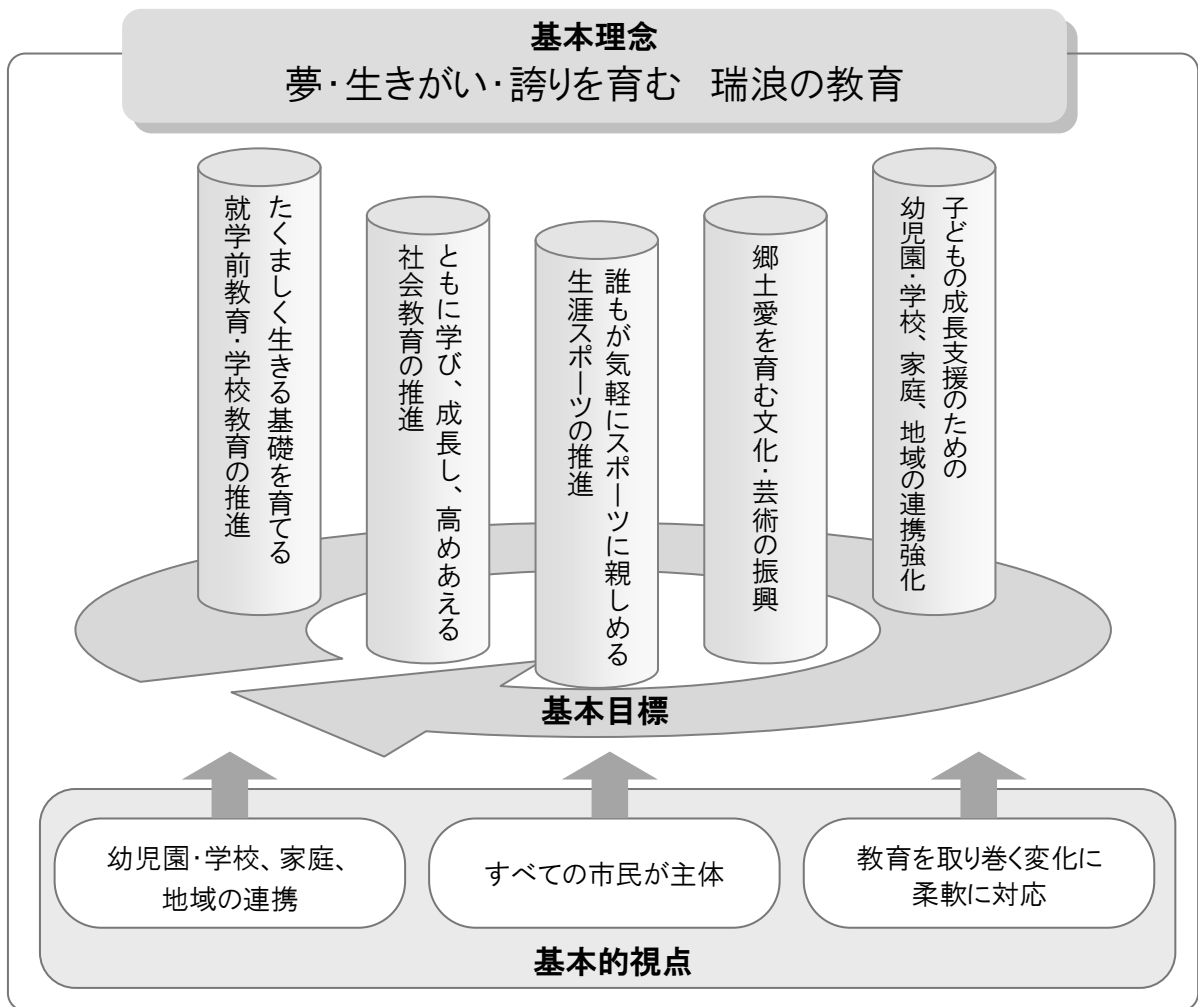 基本理念
夢・生きがい・誇りを育む 瑞浪の教育
たくましく生きる基礎を育てる
就学前教育・学校教育の推進
ともに学び、成長し、高めあえる
社会教育の推進
誰もが気軽にスポーツに親しめる
生涯スポーツの推進
郷土愛を育む文化・芸術の振興
子どもの成長支援のための
幼児園・学校、家庭、地域の連携強化
基本目標
幼児園・学校、家庭、
地域の連携
すべての市民が主体
教育を取り巻く変化に
柔軟に対応
基本的視点